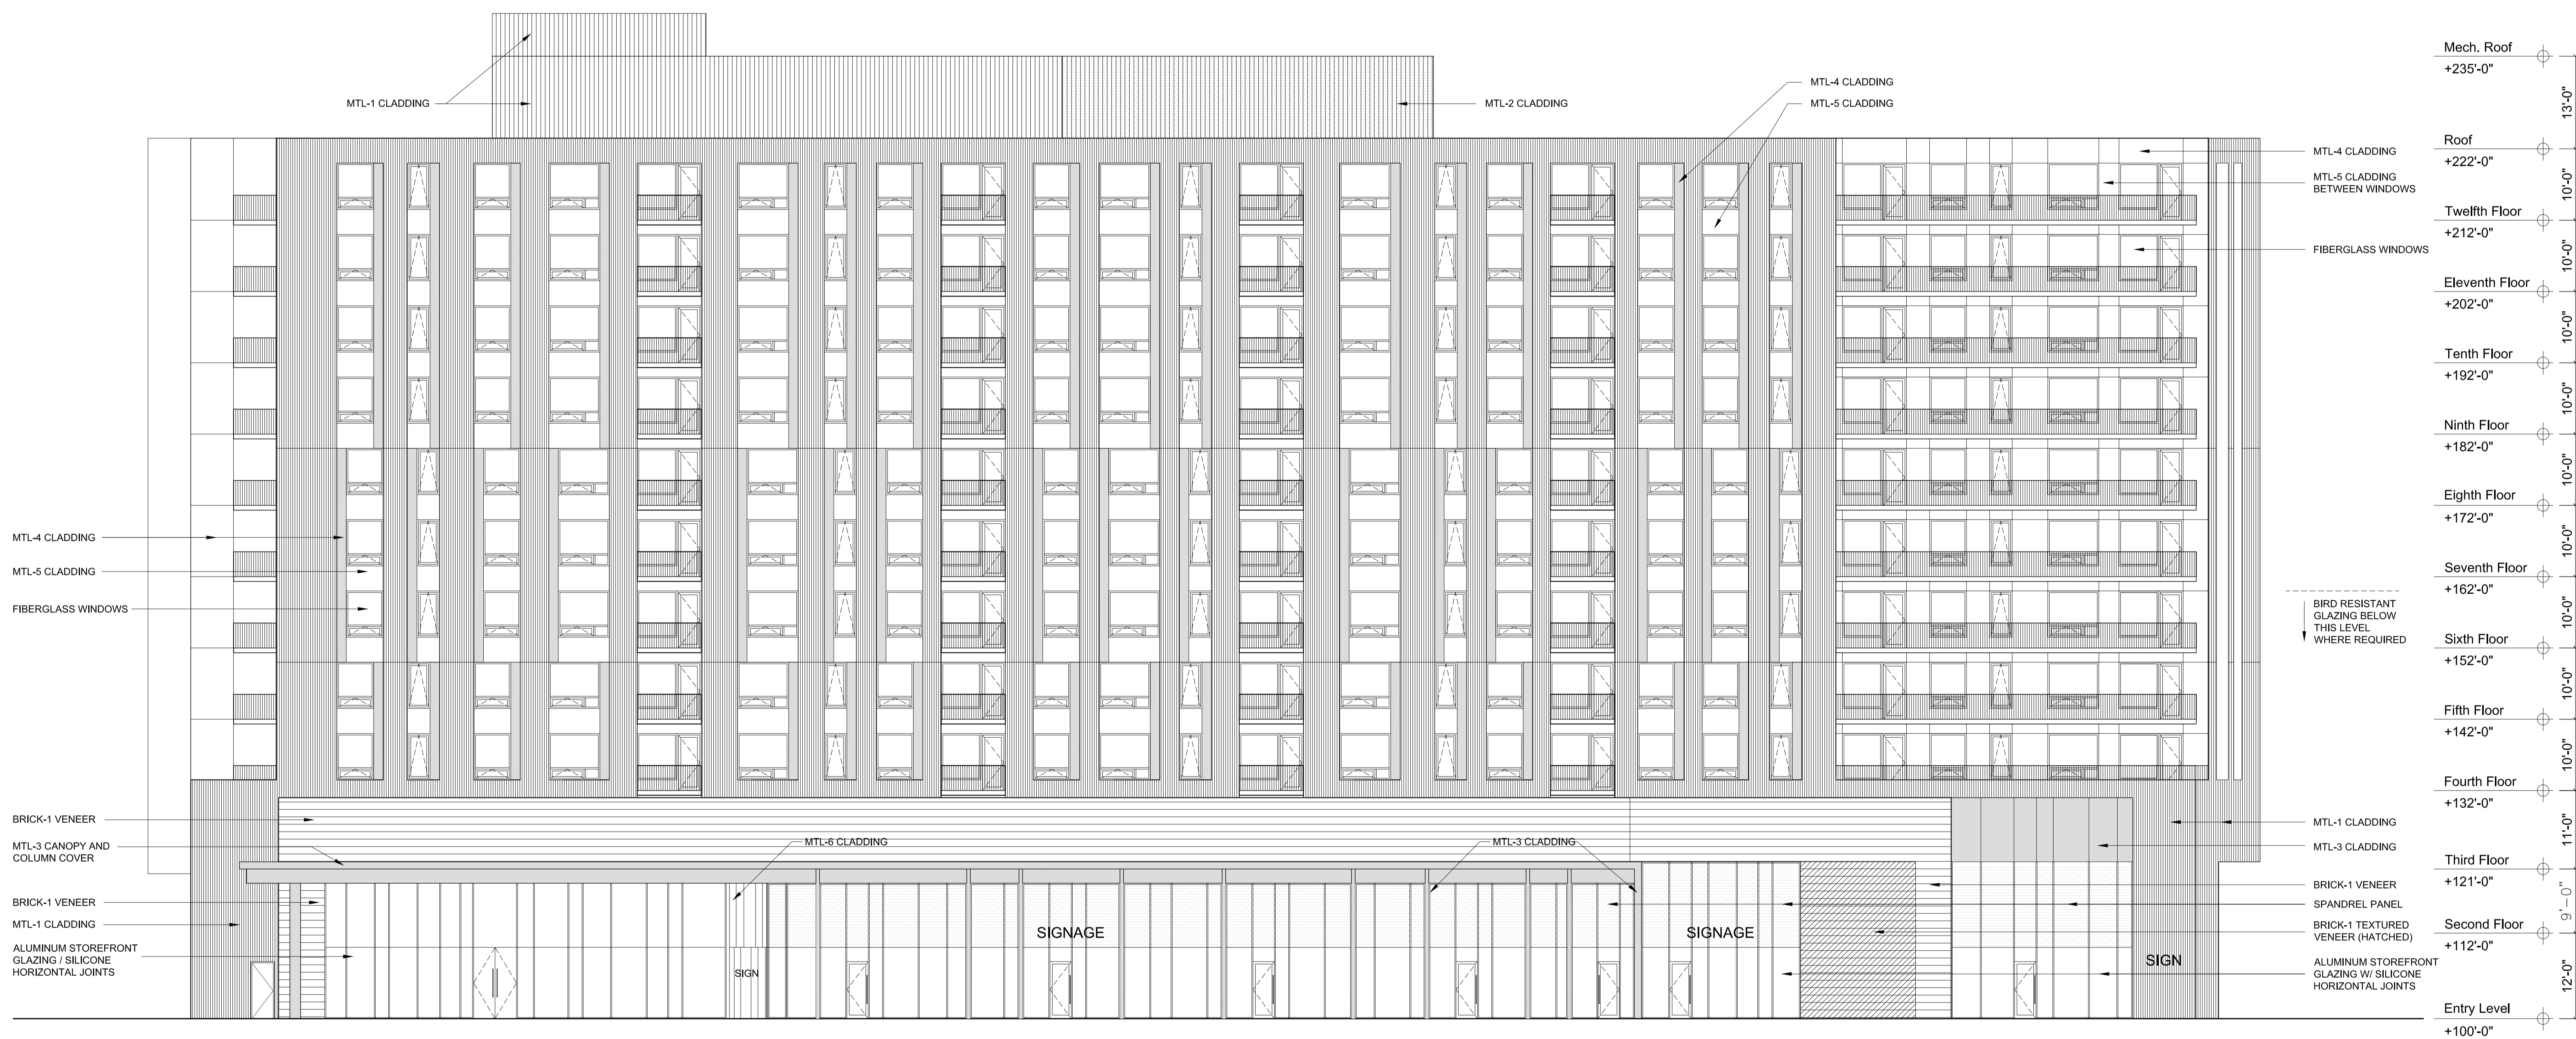 MTL-1 CLADDING
MTL-2 CLADDING
MTL-4 CLADDING
MTL-5 CLADDING
MTL-4 CLADDING
MTL-5 CLADDING
FIBERGLASS WINDOWS
BRICK-1 VENEER
MTL-3 CANOPY AND
COLUMN COVER
BRICK-1 VENEER
MTL-1 CLADDING
ALUMINUM STOREFRONT
GLAZING / SILICONE
HORIZONTAL JOINTS
MTL-6 CLADDING
MTL-3 CLADDING
SIGN
SIGNAGE
SIGNAGE
SIGN
MTL-4 CLADDING
MTL-5 CLADDING
BETWEEN WINDOWS
FIBERGLASS WINDOWS
BIRD RESISTANT
GLAZING BELOW
THIS LEVEL
WHERE REQUIRED
MTL-1 CLADDING
MTL-3 CLADDING
BRICK-1 VENEER
SPANDREL PANEL
BRICK-1 TEXTURED
VENEER (HATCHED)
ALUMINUM STOREFRONT
GLAZING W/ SILICONE
HORIZONTAL JOINTS
Mech. Roof
+235'-0"
13'-0"
Roof
+222'-0"
10'-0"
Twelfth Floor
+212'-0"
10'-0"
Eleventh Floor
+202'-0"
10'-0"
Tenth Floor
+192'-0"
10'-0"
Ninth Floor
+182'-0"
10'-0"
Eighth Floor
+172'-0"
10'-0"
Seventh Floor
+162'-0"
10'-0"
Sixth Floor
+152'-0"
10'-0"
Fifth Floor
+142'-0"
10'-0"
Fourth Floor
+132'-0"
11'-0"
Third Floor
+121'-0"
9'-0"
Second Floor
+112'-0"
12'-0"
Entry Level
+100'-0"